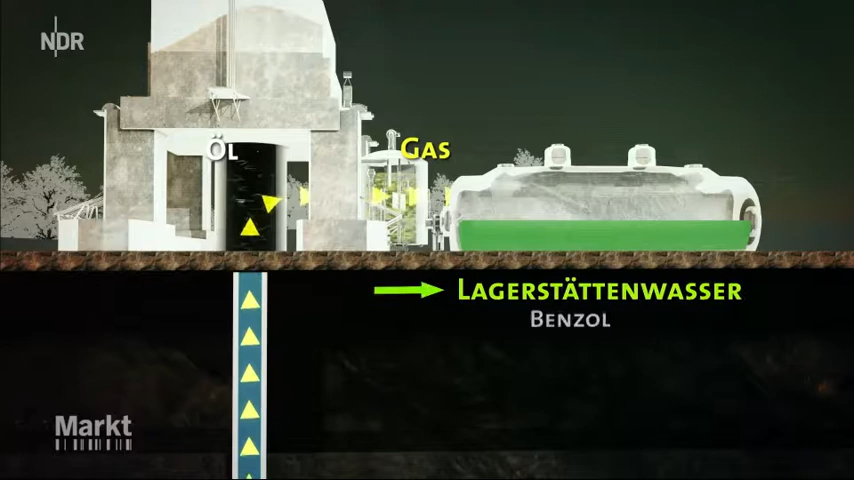 NDR
Öl
Gas
Lagerstättenwasser
Benzol
Markt